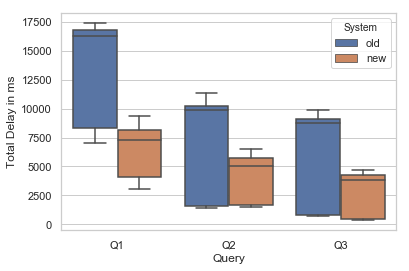 17500
15000
12500
10000
7500
5000
2500
0
Total Delay in ms
System
old
new
Q1
Q2
Q3
Query